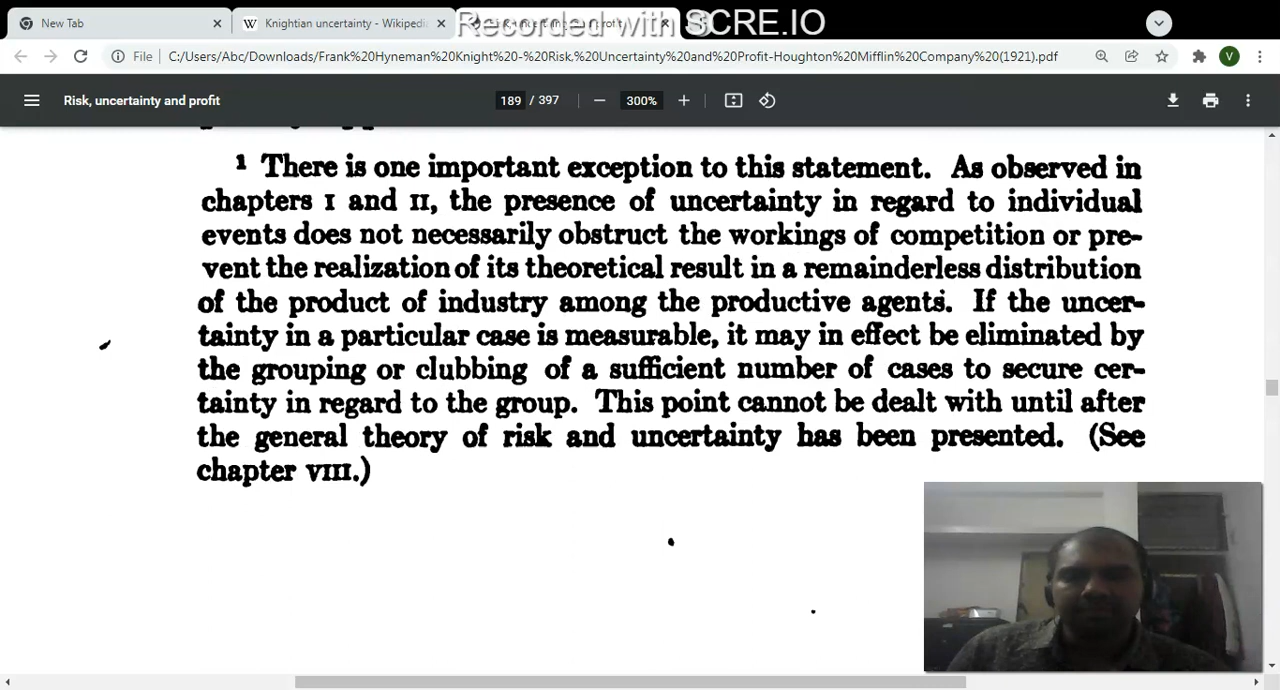 New Tab
Knightian uncertainty - Wikipedi
Recorded with SCRE.IO
File C:/Users/Abc/Downloads/Frank%20Hyneman%20Knight%20-%20Risk,%20Uncertainty%20and%20Profit-Houghton%20Mifflin%20Company%20(1921).pdf
V
Risk, uncertainty and profit
189 / 397
300%
1 There is one important exception to this statement. As observed in
chapters I and II, the presence of uncertainty in regard to individual
events does not necessarily obstruct the workings of competition or pre-
vent the realization of its theoretical result in a remainderless distribution
of the product of industry among the productive agents. If the uncer-
tainty in a particular case is measurable, it may in effect be eliminated by
the grouping or clubbing of a sufficient number of cases to secure cer-
tainty in regard to the group. This point cannot be dealt with until after
the general theory of risk and uncertainty has been presented. (See
chapter VIII.)